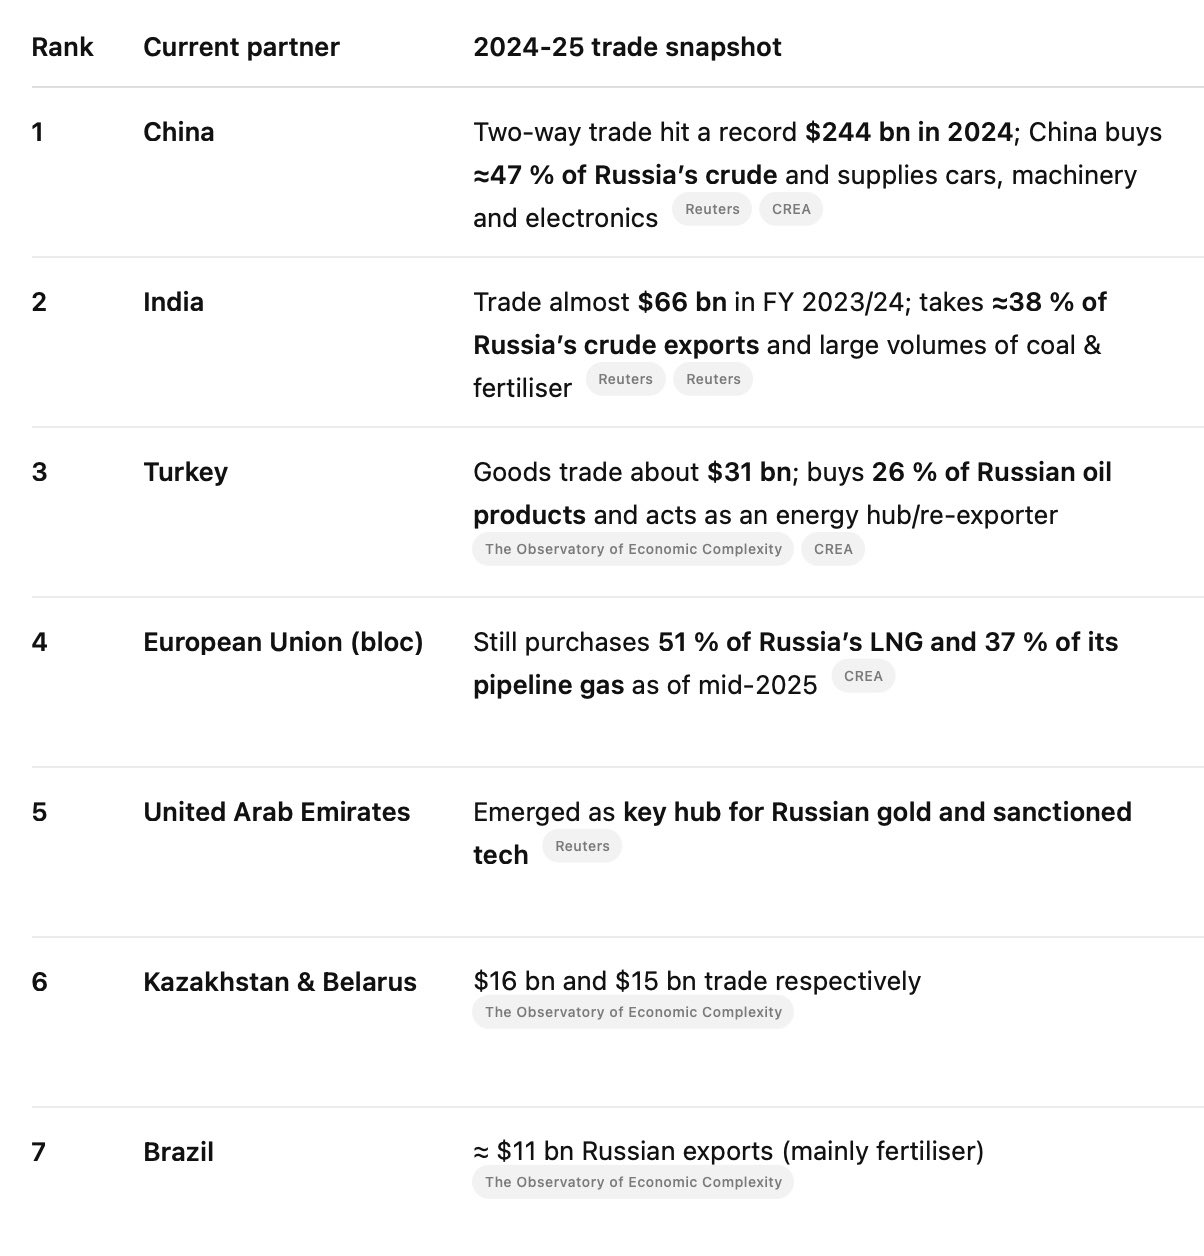 Rank Current partner 2024-25 trade snapshot
1 China Two-way trade hit a record $244 bn in 2024; China buys
≈47 % of Russia’s crude and supplies cars, machinery
and electronics Reuters CREA
2 India Trade almost $66 bn in FY 2023/24; takes ≈38 % of
Russia’s crude exports and large volumes of coal &
fertiliser Reuters Reuters
3 Turkey Goods trade about $31 bn; buys 26 % of Russian oil
products and acts as an energy hub/re-exporter
The Observatory of Economic Complexity CREA
4 European Union (bloc) Still purchases 51 % of Russia’s LNG and 37 % of its
pipeline gas as of mid-2025 CREA
5 United Arab Emirates Emerged as key hub for Russian gold and sanctioned
tech Reuters
6 Kazakhstan & Belarus $16 bn and $15 bn trade respectively
The Observatory of Economic Complexity
7 Brazil ≈ $11 bn Russian exports (mainly fertiliser)
The Observatory of Economic Complexity